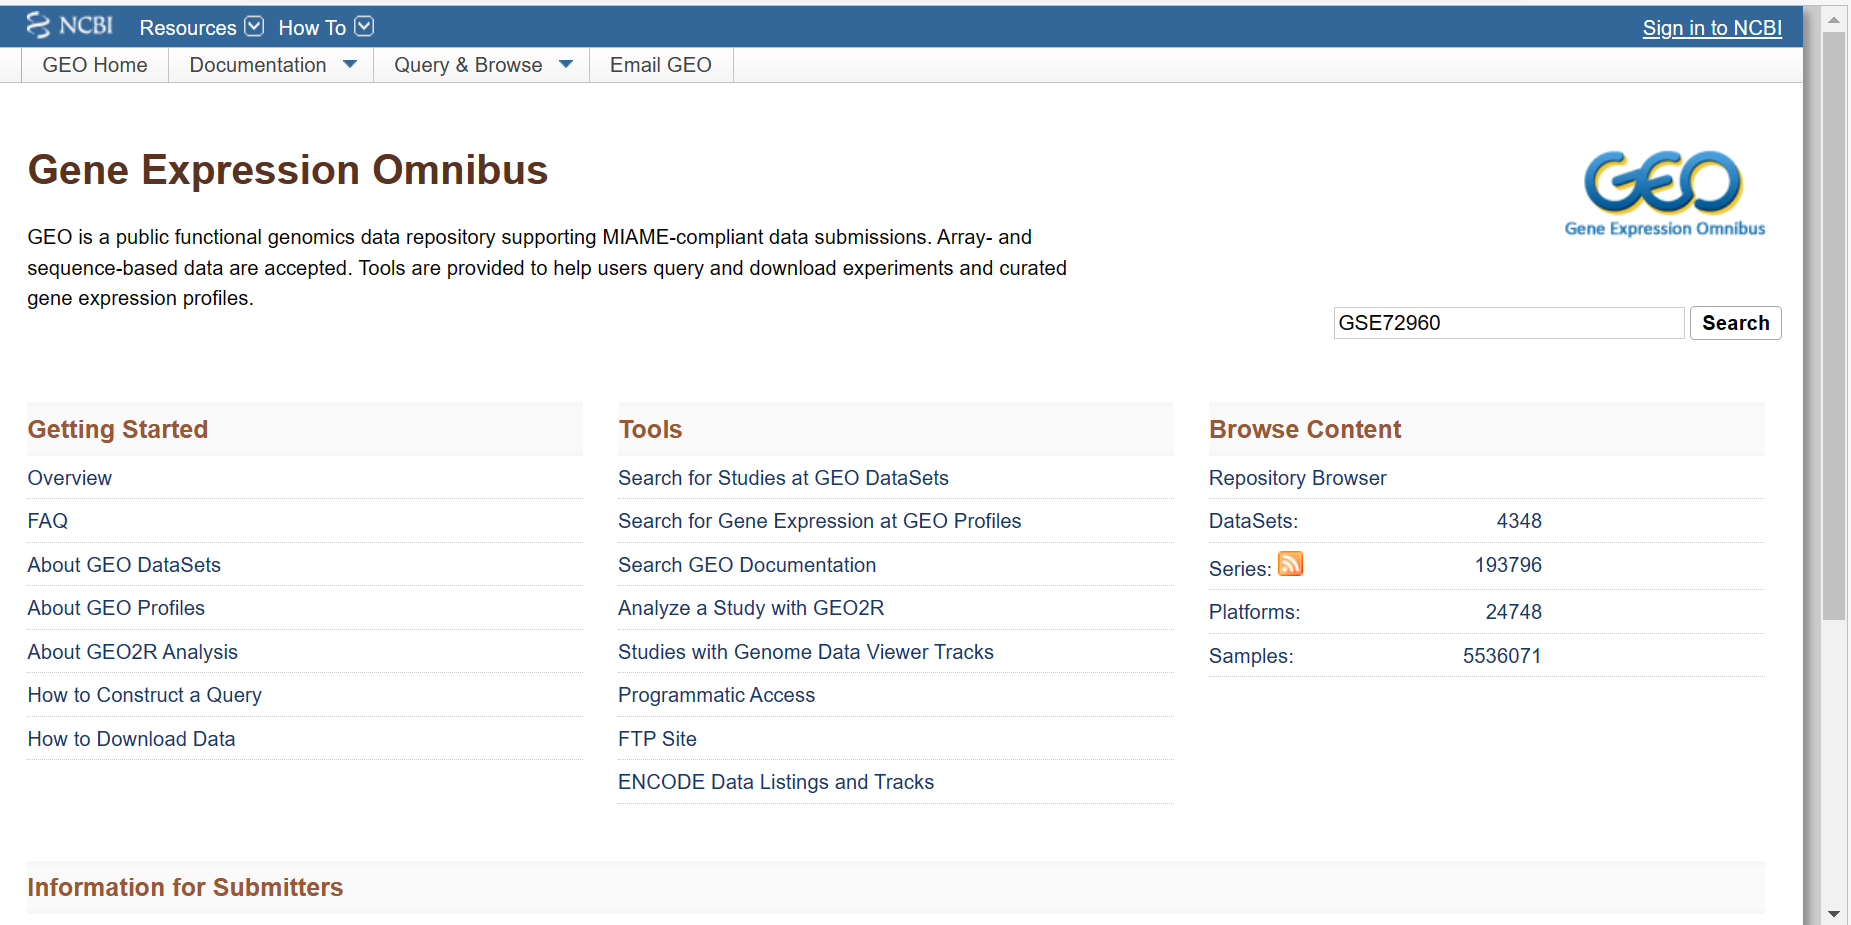 NCBI Resources How To Sign in to NCBI
GEO Home Documentation Query & Browse Email GEO
Gene Expression Omnibus
GEO
Gene Expression Omnibus
GEO is a public functional genomics data repository supporting MIAME-compliant data submissions. Array- and
sequence-based data are accepted. Tools are provided to help users query and download experiments and curated
gene expression profiles.
GSE72960 Search
Getting Started
Overview
FAQ
About GEO DataSets
About GEO Profiles
About GEO2R Analysis
How to Construct a Query
How to Download Data
Tools
Search for Studies at GEO DataSets
Search for Gene Expression at GEO Profiles
Search GEO Documentation
Analyze a Study with GEO2R
Studies with Genome Data Viewer Tracks
Programmatic Access
FTP Site
ENCODE Data Listings and Tracks
Browse Content
Repository Browser
DataSets: 4348
Series: 193796
Platforms: 24748
Samples: 5536071
Information for Submitters